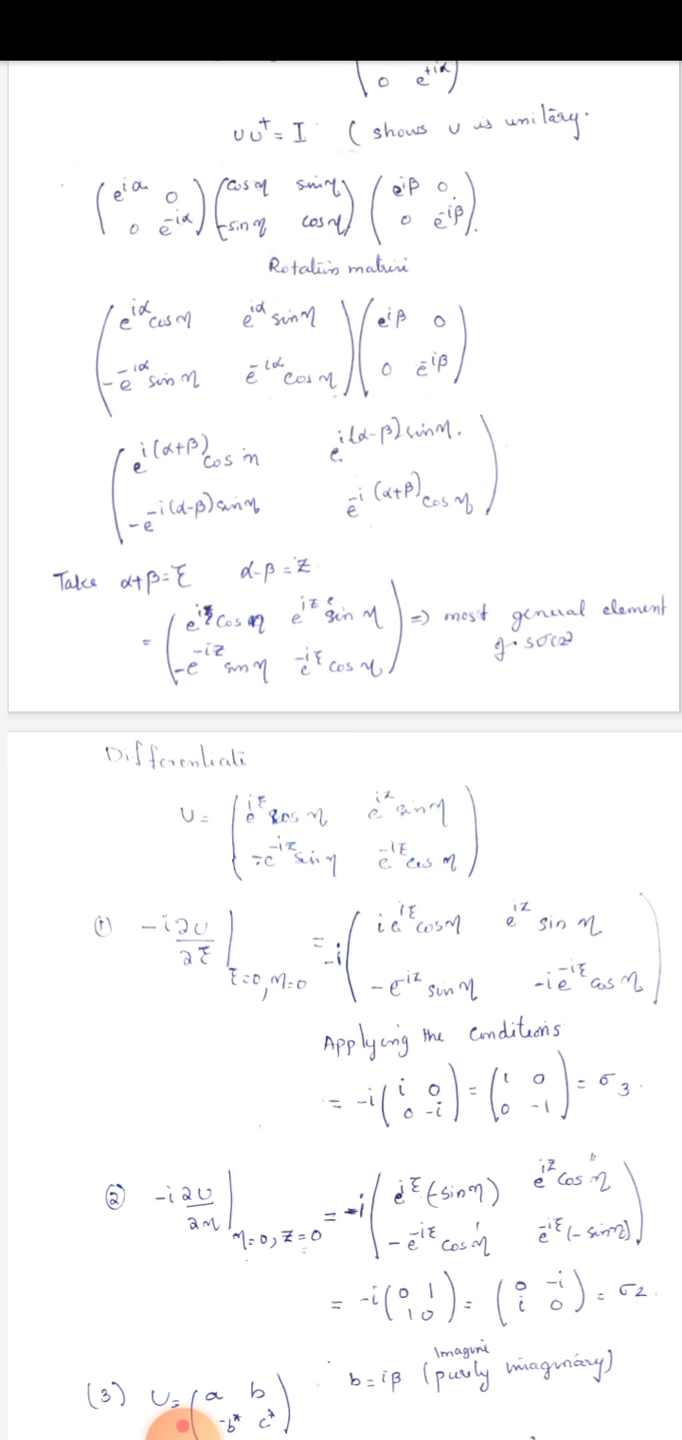 ( 0 e^{+iα} )
UU† = I ( shows U is unitary.
( e^{iα} 0 ; 0 e^{-iα} ) ( cos η sin η ; -sin η cos η ) ( e^{iβ} 0 ; 0 e^{-iβ} ).
Rotation matrix
( e^{iα} cos η e^{iα} sin η ; -e^{-iα} sin η e^{-iα} cos η ) ( e^{iβ} 0 ; 0 e^{-iβ} )
( e^{i(α+β)} cos η e^{i(α-β)} sin η. ; -e^{-i(α-β)} sin η e^{-i(α+β)} cos η )
Take α+β = ξ α-β = Z
= ( e^{iξ} cos η e^{iz} sin η ; -e^{-iz} sin η e^{-iξ} cos η ) => most general element
g.
Differentiate
U = ( e^{iξ} cos η e^{iz} sin η ; -e^{-iz} sin η e^{-iξ} cos η )
① -i∂U/∂ξ | ξ=0, η=0 = -i ( i e^{iξ} cos η e^{iz} sin η ; -e^{-iz} sin η -i e^{-iξ} cos η )
Applying the conditions
= -i ( i 0 ; 0 -i ) = ( 1 0 ; 0 -1 ) = σ3.
② -i∂U/∂η | η=0, Z=0 = -i ( e^{iξ} (-sin η) e^{iz} cos η ; -e^{-iξ} cos η e^{-iξ} (-sin η) )
= -i ( 0 1 ; 1 0 ) = ( 0 -i ; i 0 ) = σ2.
(3) U = ( a b ; -b* c* ) b = iβ (purely imaginary)